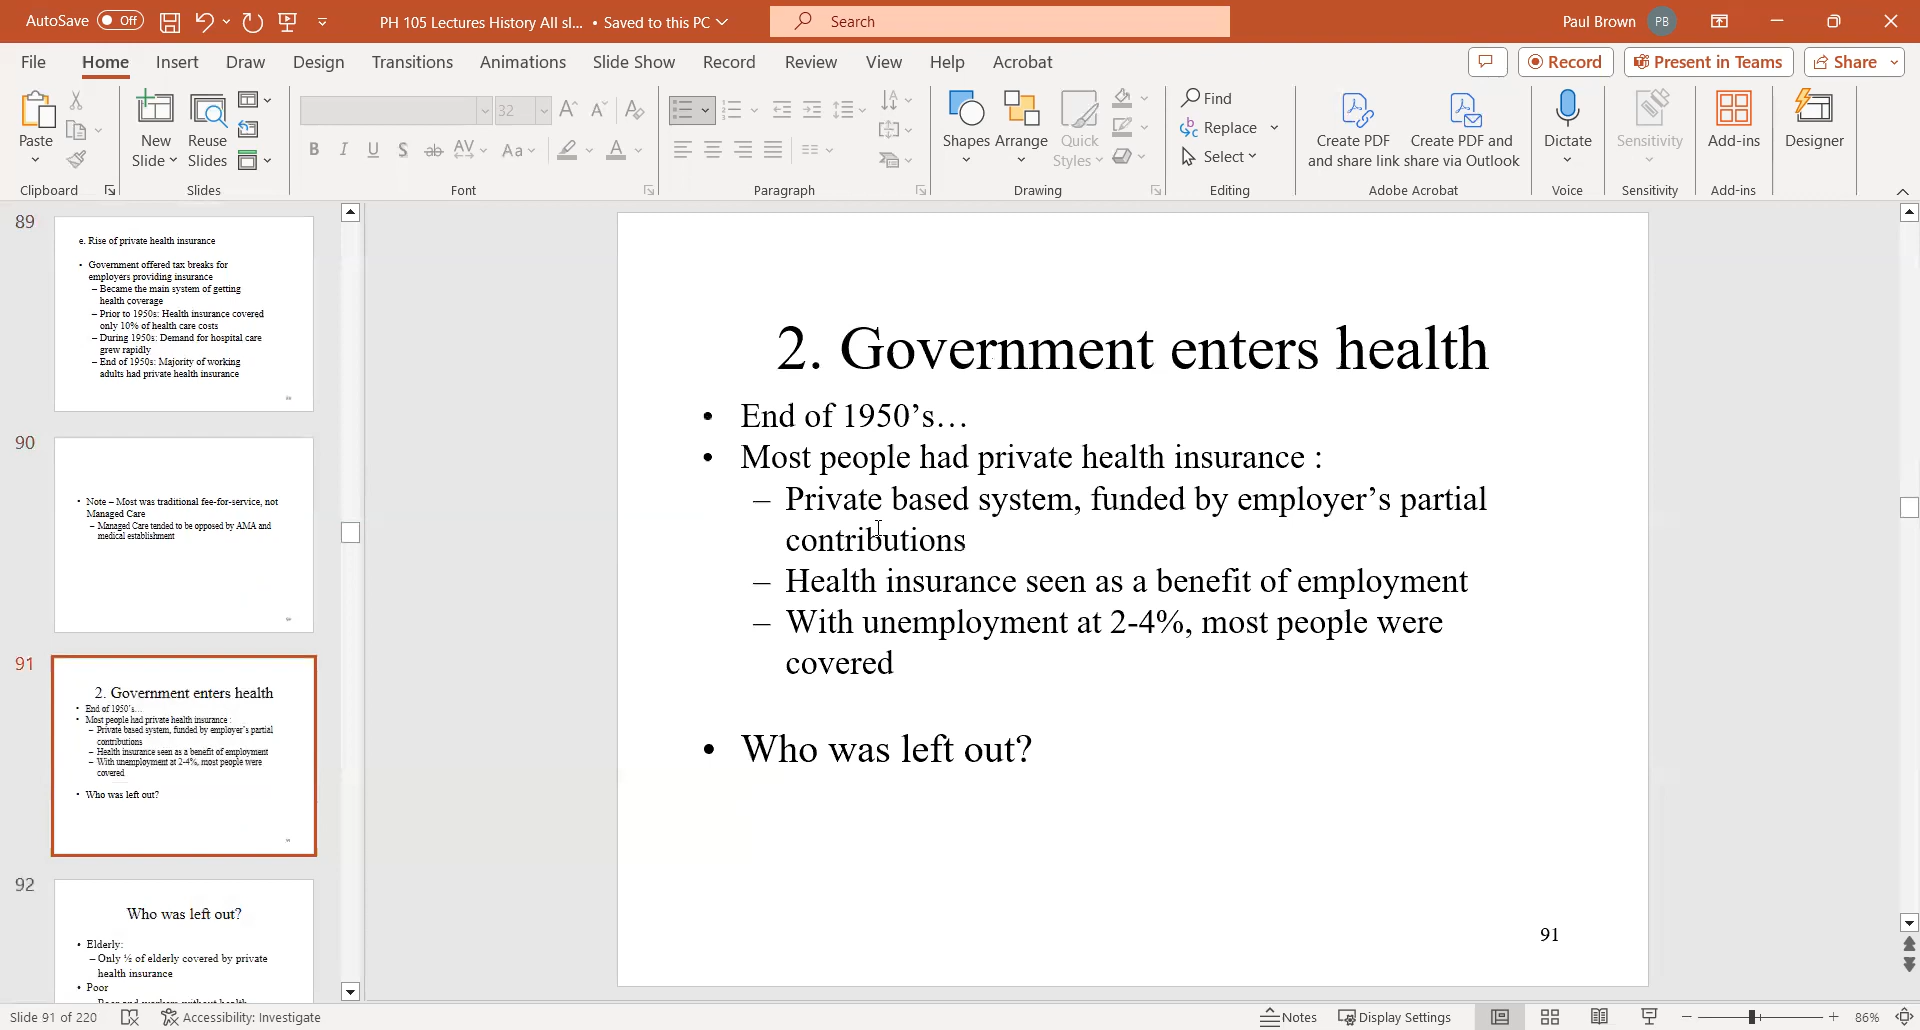 AutoSave Off PH 105 Lectures History All sl... • Saved to this PC Search Paul Brown PB
File Home Insert Draw Design Transitions Animations Slide Show Record Review View Help Acrobat Record Present in Teams Share
Paste
New Slide
Reuse Slides
32
B I U S ab AV Aa A
Shapes Arrange Quick Styles
Find
Replace
Select
Create PDF and share link
Create PDF and share via Outlook
Dictate
Sensitivity
Add-ins
Designer
Clipboard Slides Font Paragraph Drawing Editing Adobe Acrobat Voice Sensitivity Add-ins
89
e. Rise of private health insurance
• Government offered tax breaks for
employers providing insurance
– Became the main system of getting
health coverage
– Prior to 1950s: Health insurance covered
only 10% of health care costs
– During 1950s: Demand for hospital care
grew rapidly
– End of 1950s: Majority of working
adults had private health insurance
90
• Note – Most was traditional fee-for-service, not
Managed Care
– Managed Care tended to be opposed by AMA and
medical establishment
91
2. Government enters health
• End of 1950's…
• Most people had private health insurance :
– Private based system, funded by employer's partial
contributions
– Health insurance seen as a benefit of employment
– With unemployment at 2-4%, most people were
covered
• Who was left out?
92
Who was left out?
• Elderly:
– Only ½ of elderly covered by private
health insurance
• Poor
2. Government enters health
• End of 1950’s…
• Most people had private health insurance :
– Private based system, funded by employer’s partial
contributions
– Health insurance seen as a benefit of employment
– With unemployment at 2-4%, most people were
covered
• Who was left out?
91
Slide 91 of 220 Accessibility: Investigate Notes Display Settings 86%